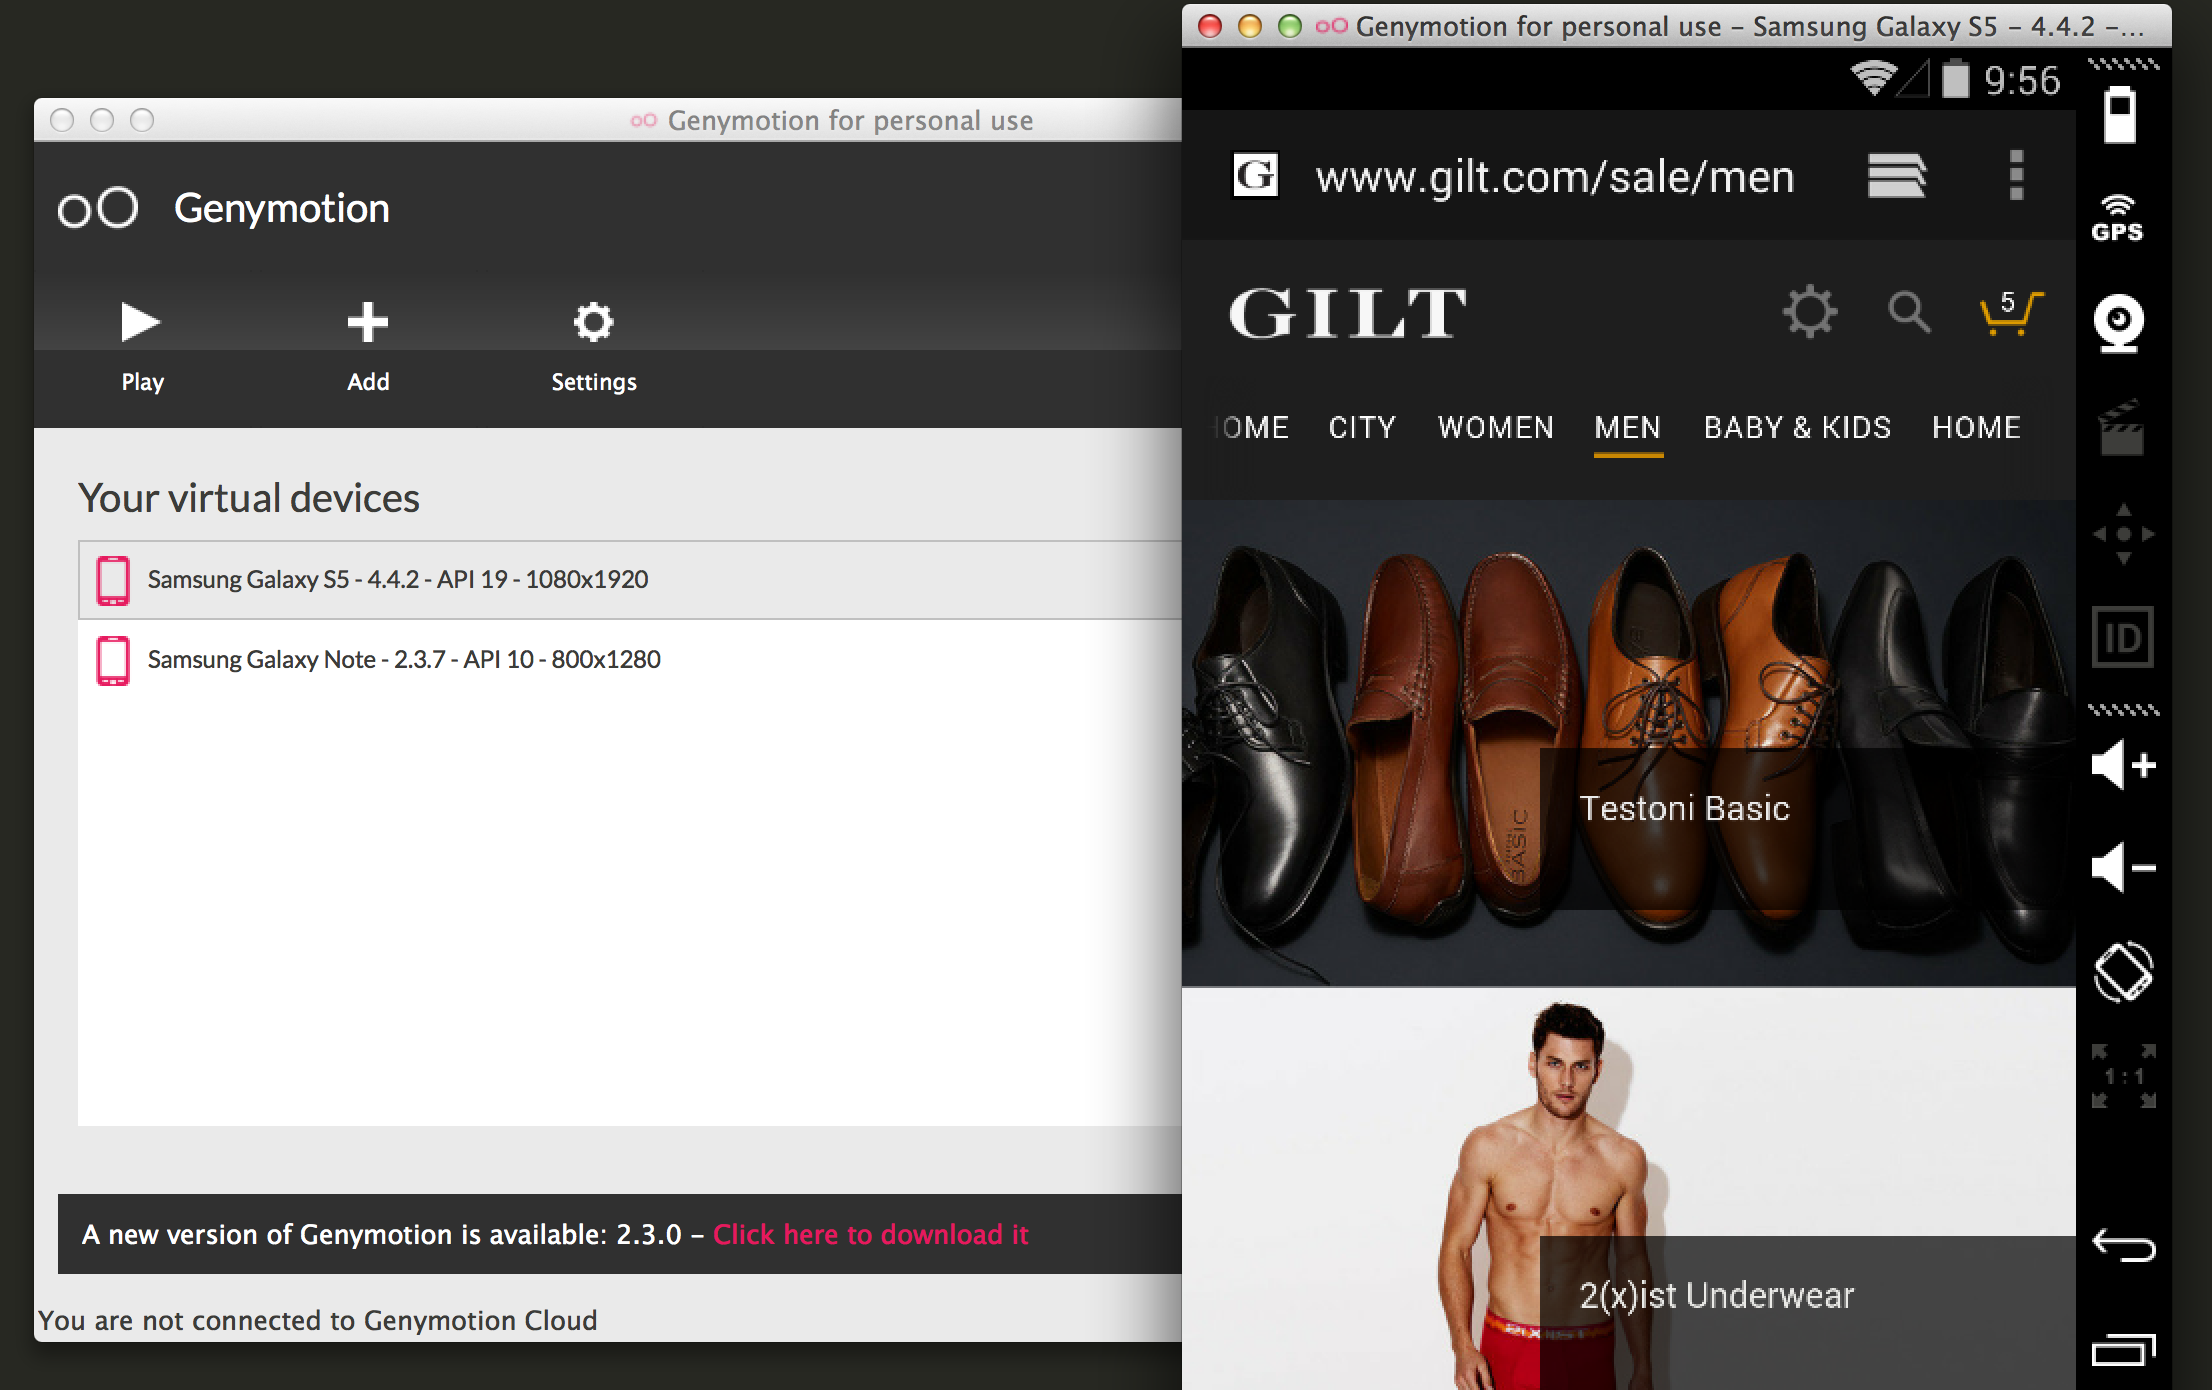 Genymotion for personal use
Genymotion
Play
Add
Settings
Your virtual devices
Samsung Galaxy S5 - 4.4.2 - API 19 - 1080x1920
Samsung Galaxy Note - 2.3.7 - API 10 - 800x1280
A new version of Genymotion is available: 2.3.0 – Click here to download it
You are not connected to Genymotion Cloud
Genymotion for personal use – Samsung Galaxy S5 – 4.4.2 –...
9:56
G www.gilt.com/sale/men
GILT
5
HOME CITY WOMEN MEN BABY & KIDS HOME
BASIC
Testoni Basic
2(x)ist Underwear
GPS
ID
1:1